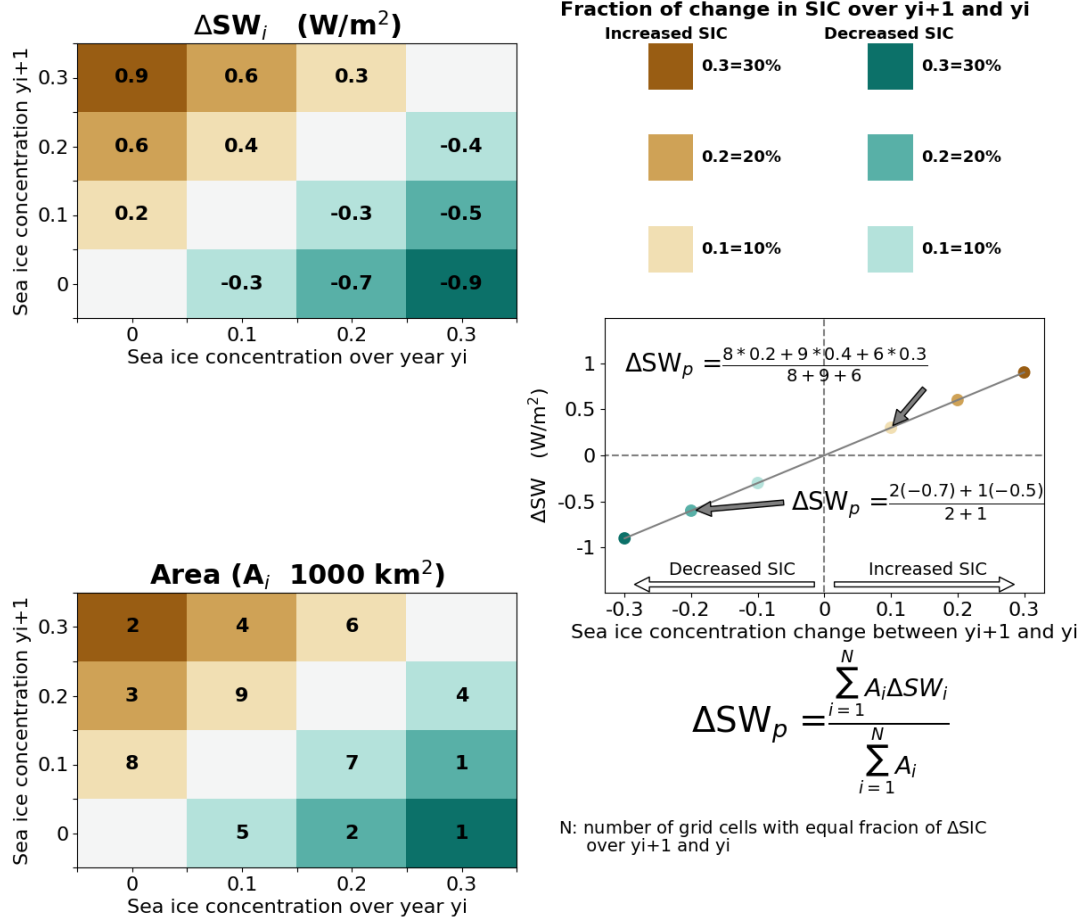 ΔSWᵢ (W/m²)
Sea ice concentration yi+1
0.3
0.9 0.6 0.3
0.2
0.6 0.4 -0.4
0.1
0.2 -0.3 -0.5
0
-0.3 -0.7 -0.9
0 0.1 0.2 0.3
Sea ice concentration over year yi
Fraction of change in SIC over yi+1 and yi
Increased SIC Decreased SIC
0.3=30% 0.3=30%
0.2=20% 0.2=20%
0.1=10% 0.1=10%
ΔSW (W/m²)
1
0.5
0
-0.5
-1
ΔSWₚ = (8*0.2+9*0.4+6*0.3)/(8+9+6)
ΔSWₚ = (2(−0.7)+1(−0.5))/(2+1)
Decreased SIC Increased SIC
-0.3 -0.2 -0.1 0 0.1 0.2 0.3
Sea ice concentration change between yi+1 and yi
Area (Aᵢ 1000 km²)
Sea ice concentration yi+1
0.3
2 4 6
0.2
3 9 4
0.1
8 7 1
0
5 2 1
0 0.1 0.2 0.3
Sea ice concentration over year yi
ΔSWₚ = (∑ᵢ₌₁ᴺ AᵢΔSWᵢ)/(∑ᵢ₌₁ᴺ Aᵢ)
N: number of grid cells with equal fracion of ΔSIC
over yi+1 and yi